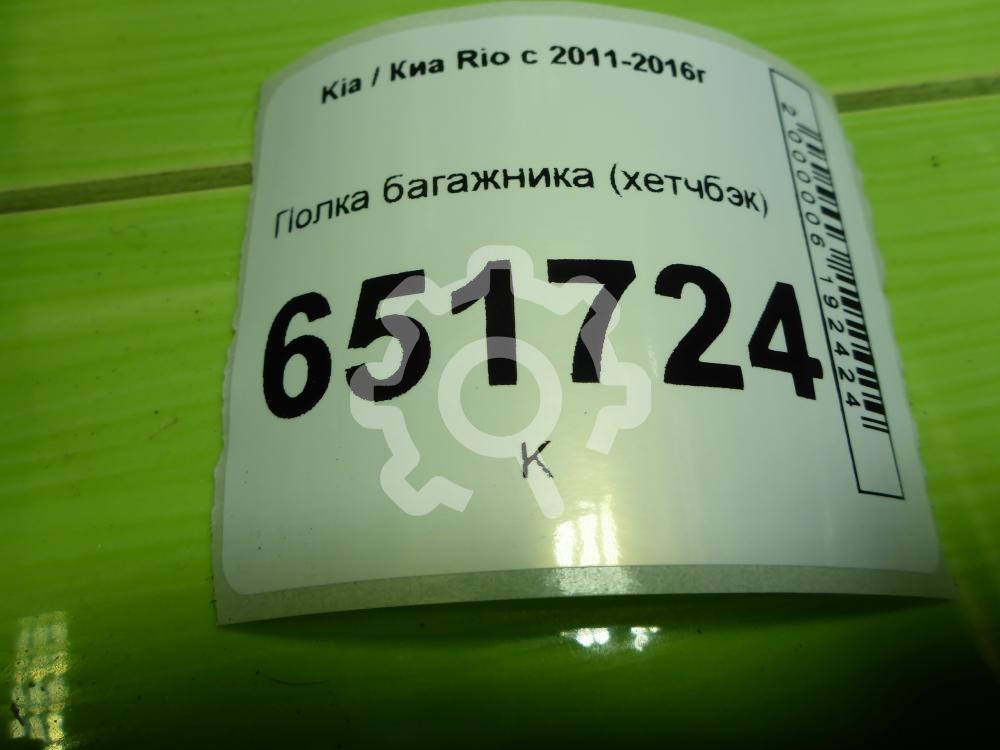 Kia / Киа Rio с 2011-2016г
Полка багажника (хетчбэк)
651724
К
2000006192424